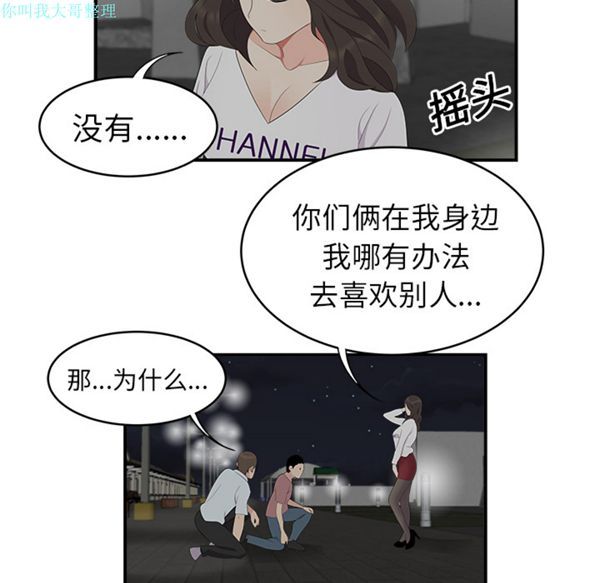 你叫我大哥整理
摇头
没有......
CHANNEL
你们俩在我身边
我哪有办法
去喜欢别人...
那...为什么...